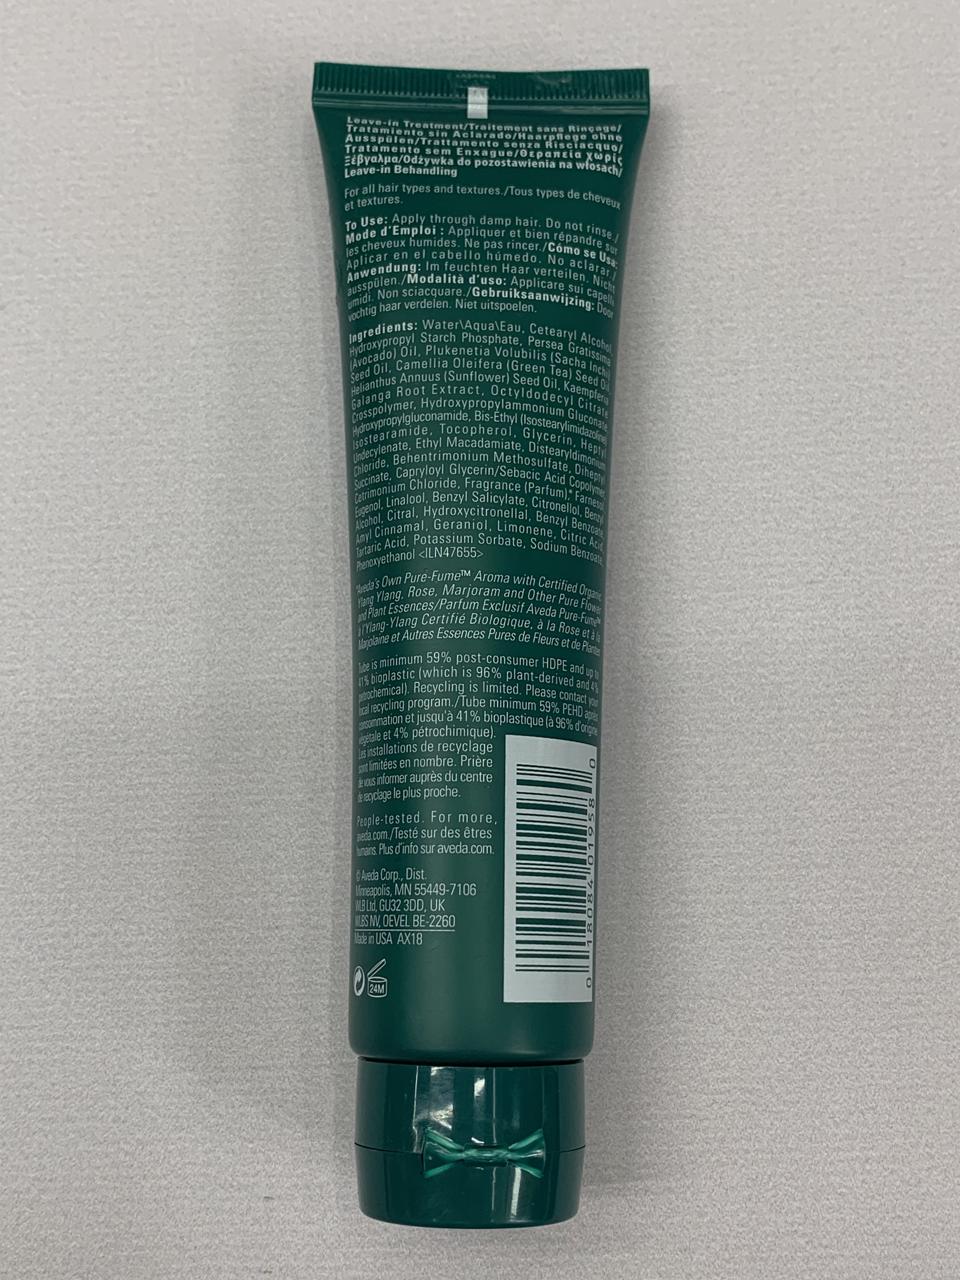 Leave-in Treatment/Traitement sans Rinçage/
Tratamiento sin Aclarado/Haarpflege ohne
Ausspülen/Trattamento senza Risciacquo/
Tratamento sem Enxague/Θεραπεία χωρίς
Ξέβγαλμα/Odżywka do pozostawienia na włosach/
Leave-in Behandling
For all hair types and textures./Tous types de cheveux
et textures.
To Use: Apply through damp hair. Do not rinse./
Mode d'Emploi : Appliquer et bien répandre sur
les cheveux humides. Ne pas rincer./Cómo se Usa:
Aplicar en el cabello húmedo. No aclarar./
Anwendung: Im feuchten Haar verteilen. Nicht
ausspülen./Modalità d'uso: Applicare sui capelli
umidi. Non sciacquare./Gebruiksaanwijzing: Door
vochtig haar verdelen. Niet uitspoelen.
Ingredients: Water\Aqua\Eau, Cetearyl Alcohol,
Hydroxypropyl Starch Phosphate, Persea Gratissima
(Avocado) Oil, Plukenetia Volubilis (Sacha Inchi)
Seed Oil, Camellia Oleifera (Green Tea) Seed Oil,
Helianthus Annuus (Sunflower) Seed Oil, Kaempferia
Galanga Root Extract, Octyldodecyl Citrate
Crosspolymer, Hydroxypropylammonium Gluconate,
Hydroxypropylgluconamide, Bis-Ethyl (Isostearylimidazoline)
Isostearamide, Tocopherol, Glycerin, Heptyl
Undecylenate, Ethyl Macadamiate, Distearyldimonium
Chloride, Behentrimonium Methosulfate, Diheptyl
Succinate, Capryloyl Glycerin/Sebacic Acid Copolymer,
Cetrimonium Chloride, Fragrance (Parfum),* Farnesol,
Eugenol, Linalool, Benzyl Salicylate, Citronellol, Benzyl
Alcohol, Citral, Hydroxycitronellal, Benzyl Benzoate,
Amyl Cinnamal, Geraniol, Limonene, Citric Acid,
Tartaric Acid, Potassium Sorbate, Sodium Benzoate,
Phenoxyethanol <ILN47655>
*Aveda's Own Pure-Fume™ Aroma with Certified Organic
Ylang Ylang, Rose, Marjoram and Other Pure Flower
and Plant Essences/Parfum Exclusif Aveda Pure-Fume™
à l'Ylang-Ylang Certifié Biologique, à la Rose et à la
Marjolaine et Autres Essences Pures de Fleurs et de Plantes
Tube is minimum 59% post-consumer HDPE and up to
41% bioplastic (which is 96% plant-derived and 4%
petrochemical). Recycling is limited. Please contact your
local recycling program./Tube minimum 59% PEHD après
consommation et jusqu'à 41% bioplastique (à 96% d'origine
végétale et 4% pétrochimique).
Les installations de recyclage
sont limitées en nombre. Prière
de vous informer auprès du centre
de recyclage le plus proche.
People-tested. For more,
aveda.com./Testé sur des êtres
humains. Plus d'info sur aveda.com.
© Aveda Corp., Dist.
Minneapolis, MN 55449-7106
WLB Ltd, GU32 3DD, UK
WLBS NV, OEVEL BE-2260
Made in USA AX18
24M
0 18084 01958 0